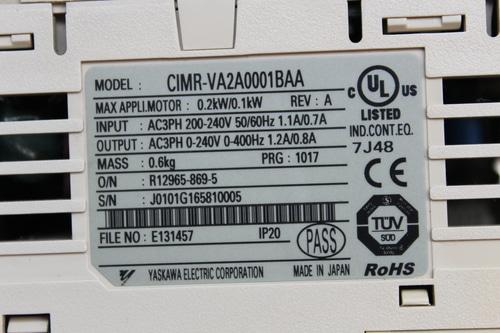 MODEL : CIMR-VA2A0001BAA
MAX APPLI.MOTOR : 0.2kW/0.1kW REV : A
INPUT : AC3PH 200-240V 50/60Hz 1.1A/0.7A
OUTPUT : AC3PH 0-240V 0-400Hz 1.2A/0.8A
MASS : 0.6kg PRG : 1017
O/N : R12965-869-5
S/N : J0101G165810005
FILE NO : E131457 IP20
PASS
YASKAWA ELECTRIC CORPORATION MADE IN JAPAN
C UL US
LISTED
IND.CONT.EQ.
7J48
CE
TÜV
SÜD
RoHS